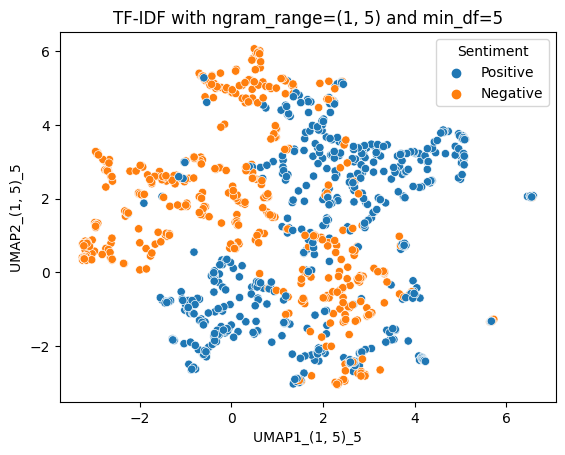 TF-IDF with ngram_range=(1, 5) and min_df=5
Sentiment
Positive
Negative
6
4
2
0
−2
UMAP2_(1, 5)_5
−2
0
2
4
6
UMAP1_(1, 5)_5